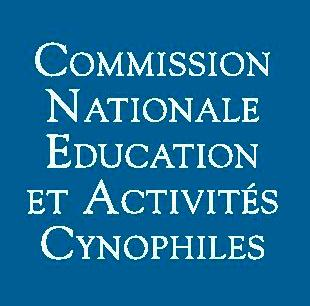 COMMISSION
NATIONALE
EDUCATION
ET ACTIVITÉS
CYNOPHILES